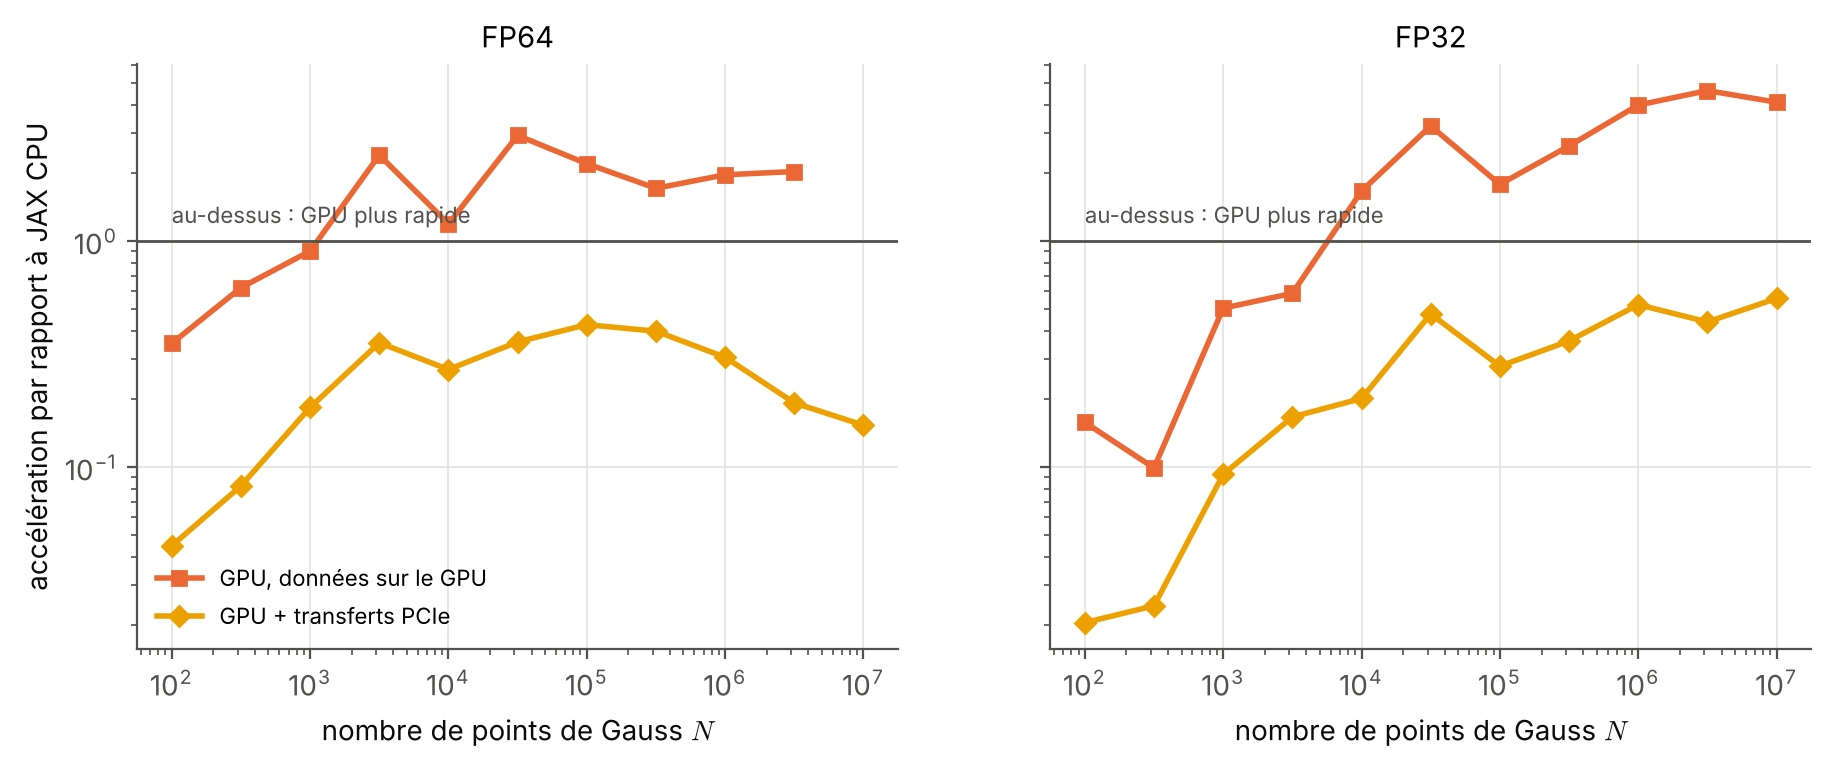 FP64
accélération par rapport à JAX CPU
10⁰
10⁻¹
au-dessus : GPU plus rapide
GPU, données sur le GPU
GPU + transferts PCIe
10² 10³ 10⁴ 10⁵ 10⁶ 10⁷
nombre de points de Gauss N
FP32
au-dessus : GPU plus rapide
10² 10³ 10⁴ 10⁵ 10⁶ 10⁷
nombre de points de Gauss N